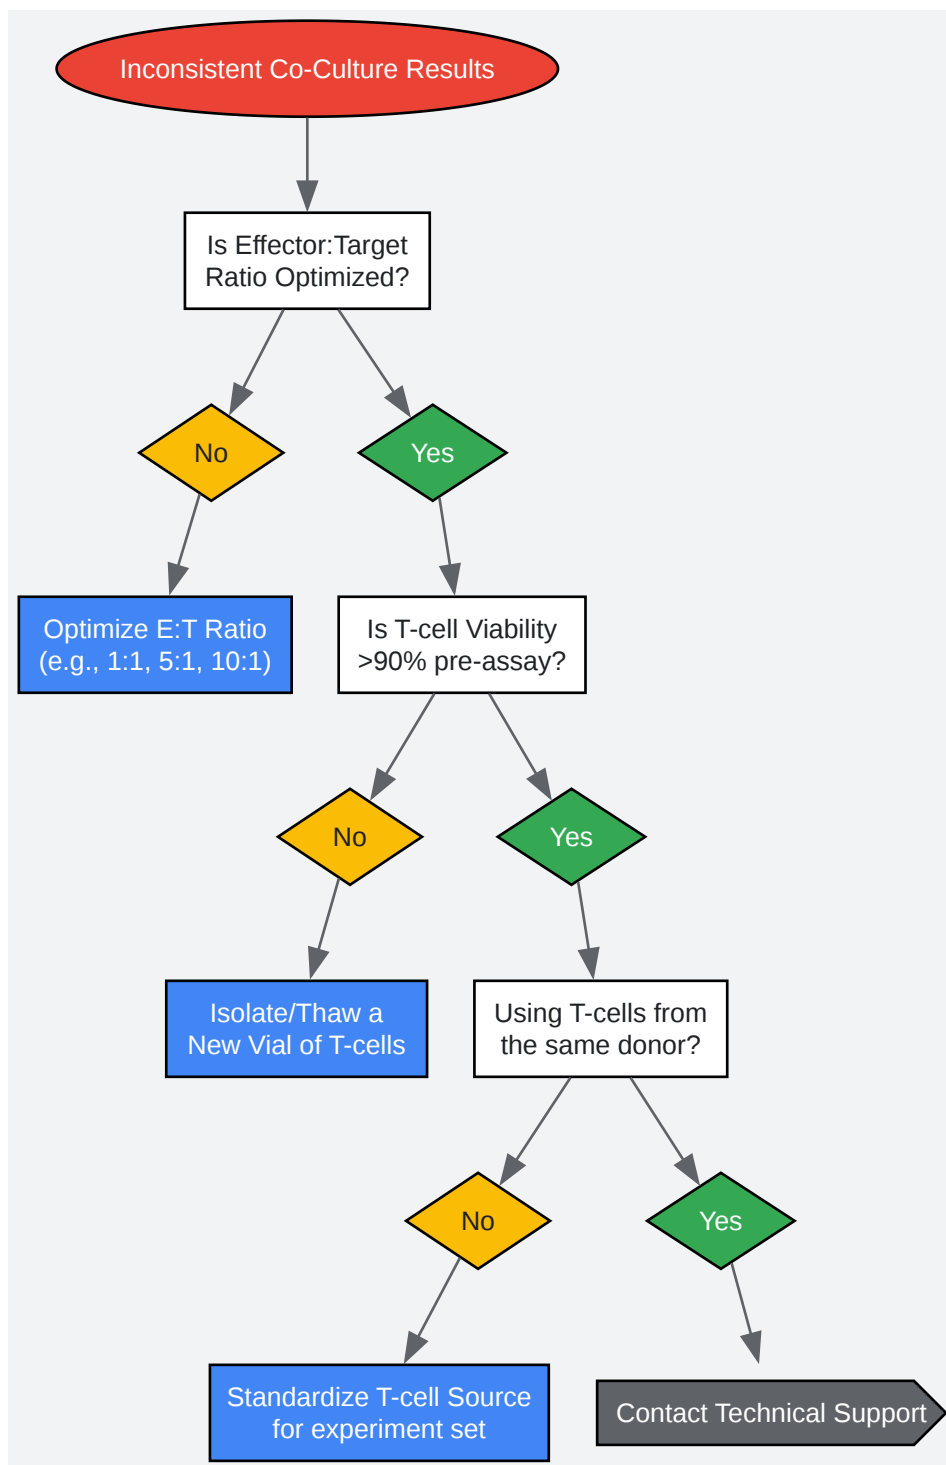 Inconsistent Co-Culture Results
Is Effector:Target
Ratio Optimized?
No
Yes
Optimize E:T Ratio
(e.g., 1:1, 5:1, 10:1)
Is T-cell Viability
>90% pre-assay?
No
Yes
Isolate/Thaw a
New Vial of T-cells
Using T-cells from
the same donor?
No
Yes
Standardize T-cell Source
for experiment set
Contact Technical Support